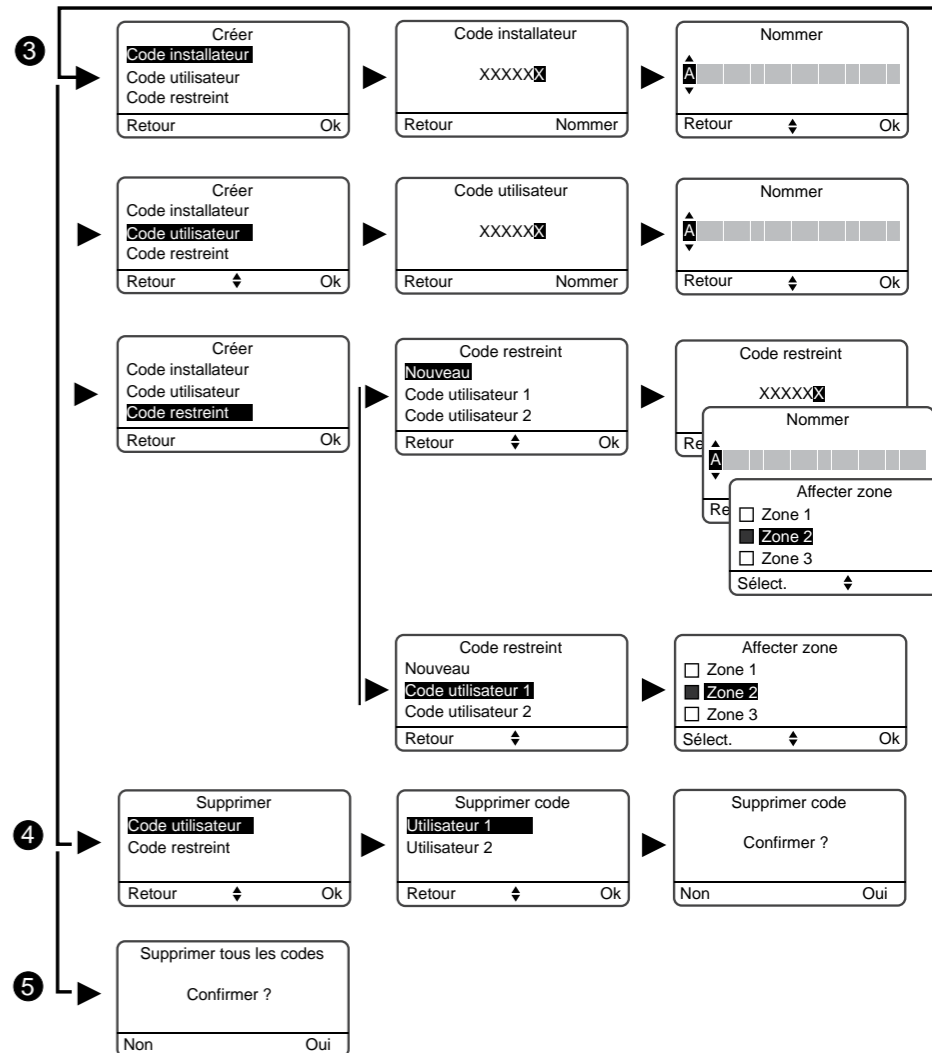 3
Créer
Code installateur
Code utilisateur
Code restreint
Retour Ok
Code installateur
XXXXXX
Retour Nommer
Nommer
A
Retour Ok
Créer
Code installateur
Code utilisateur
Code restreint
Retour Ok
Code utilisateur
XXXXXX
Retour Nommer
Nommer
A
Retour Ok
Créer
Code installateur
Code utilisateur
Code restreint
Retour Ok
Code restreint
Nouveau
Code utilisateur 1
Code utilisateur 2
Retour Ok
Code restreint
XXXXXX
Re
Nommer
A
Re
Affecter zone
Zone 1
Zone 2
Zone 3
Sélect.
Code restreint
Nouveau
Code utilisateur 1
Code utilisateur 2
Retour
Affecter zone
Zone 1
Zone 2
Zone 3
Sélect. Ok
4
Supprimer
Code utilisateur
Code restreint
Retour Ok
Supprimer code
Utilisateur 1
Utilisateur 2
Retour Ok
Supprimer code
Confirmer ?
Non Oui
5
Supprimer tous les codes
Confirmer ?
Non Oui